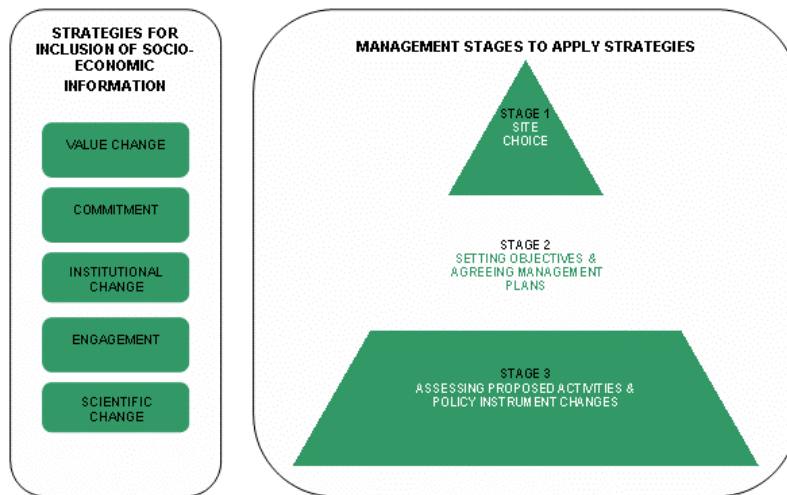 STRATEGIES FOR
INCLUSION OF SOCIO-
ECONOMIC
INFORMATION
VALUE CHANGE
COMMITMENT
INSTITUTIONAL
CHANGE
ENGAGEMENT
SCIENTIFIC
CHANGE
MANAGEMENT STAGES TO APPLY STRATEGIES
STAGE 1
SITE
CHOICE
STAGE 2
SETTING OBJECTIVES &
AGREEING MANAGEMENT
PLANS
STAGE 3
ASSESSING PROPOSED ACTIVITIES &
POLICY INSTRUMENT CHANGES